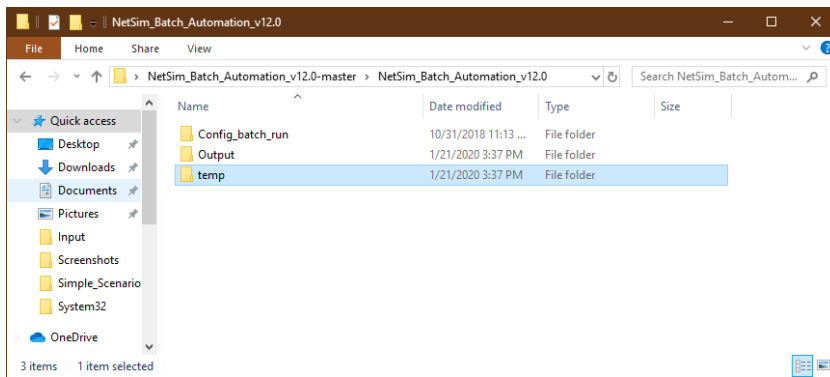 NetSim_Batch_Automation_v12.0
File Home Share View
NetSim_Batch_Automation_v12.0-master > NetSim_Batch_Automation_v12.0
Search NetSim_Batch_Autom...
Name Date modified Type Size
Quick access
Desktop
Downloads
Documents
Pictures
Input
Screenshots
Simple_Scenario
System32
OneDrive
Config_batch_run 10/31/2018 11:13 ... File folder
Output 1/21/2020 3:37 PM File folder
temp 1/21/2020 3:37 PM File folder
3 items 1 item selected